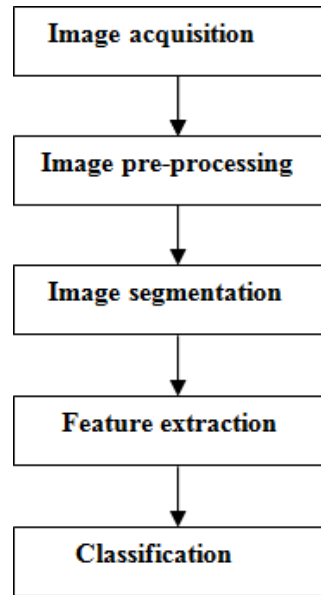 Image acquisition
Image pre-processing
Image segmentation
Feature extraction
Classification